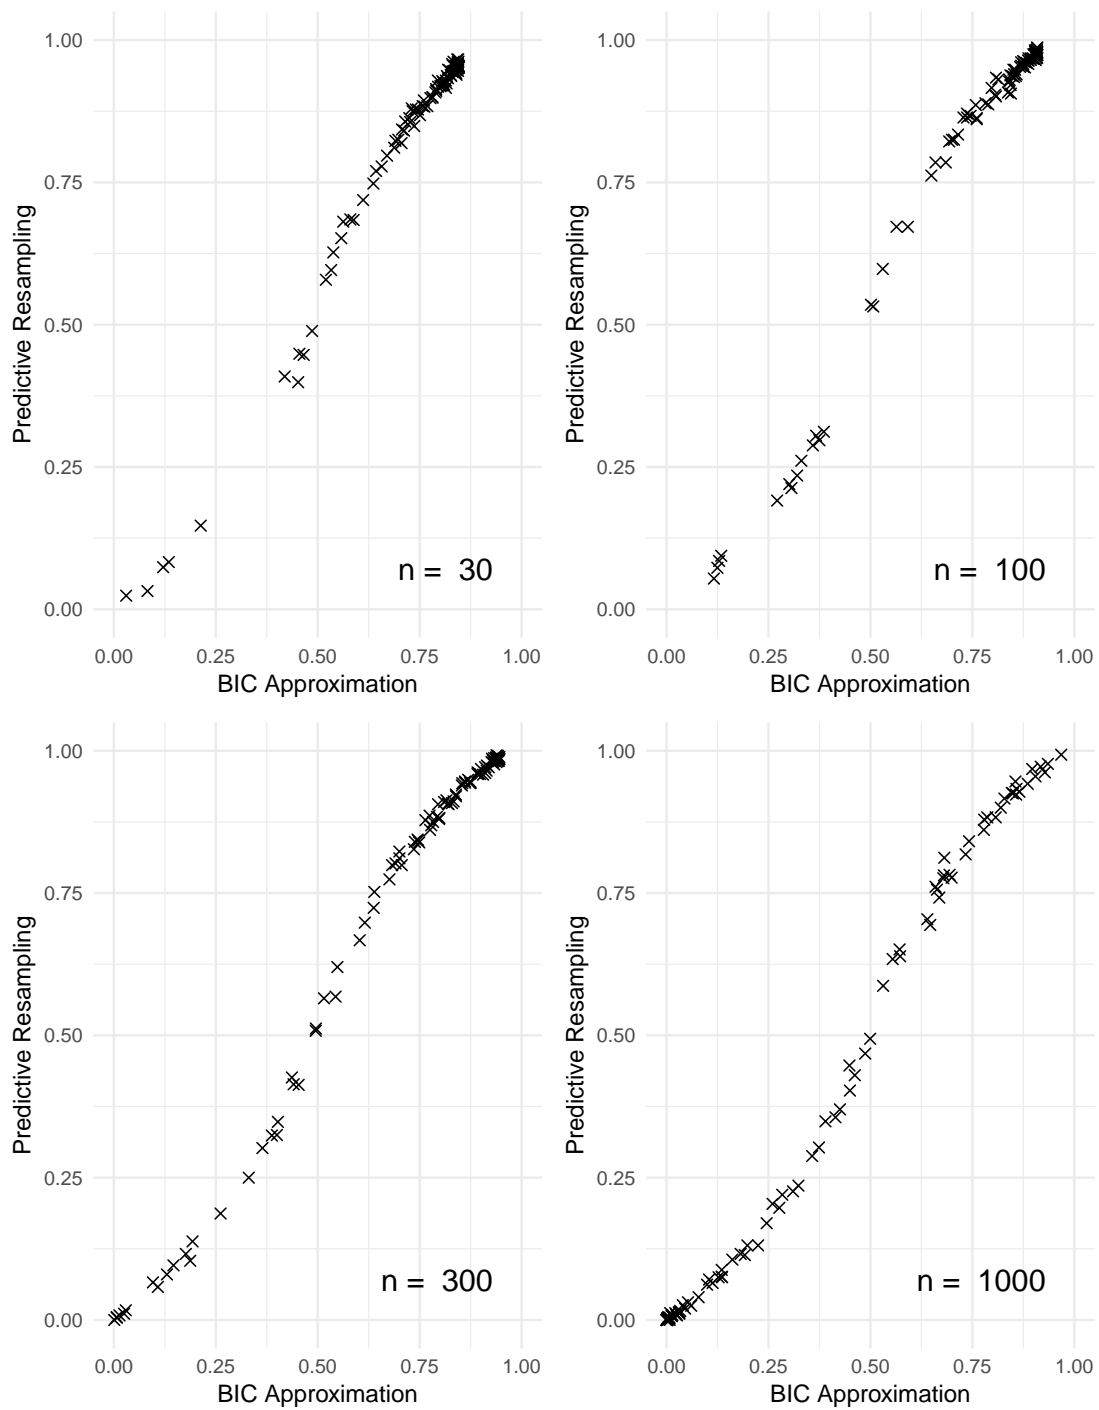 1.00
0.75
0.50
0.25
0.00
Predictive Resampling
n = 30
0.00 0.25 0.50 0.75 1.00
BIC Approximation
1.00
0.75
0.50
0.25
0.00
Predictive Resampling
n = 100
0.00 0.25 0.50 0.75 1.00
BIC Approximation
1.00
0.75
0.50
0.25
0.00
Predictive Resampling
n = 300
0.00 0.25 0.50 0.75 1.00
BIC Approximation
1.00
0.75
0.50
0.25
0.00
Predictive Resampling
n = 1000
0.00 0.25 0.50 0.75 1.00
BIC Approximation